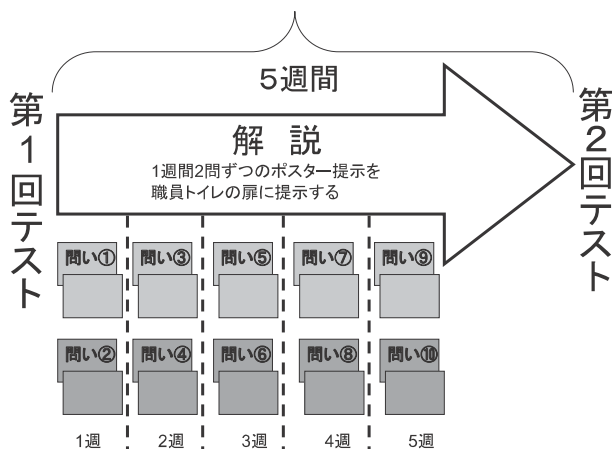 5週間
第1回テスト
解 説
1週間2問ずつのポスター提示を
職員トイレの扉に提示する
第2回テスト
問い①
問い③
問い⑤
問い⑦
問い⑨
問い②
問い④
問い⑥
問い⑧
問い⑩
1週
2週
3週
4週
5週